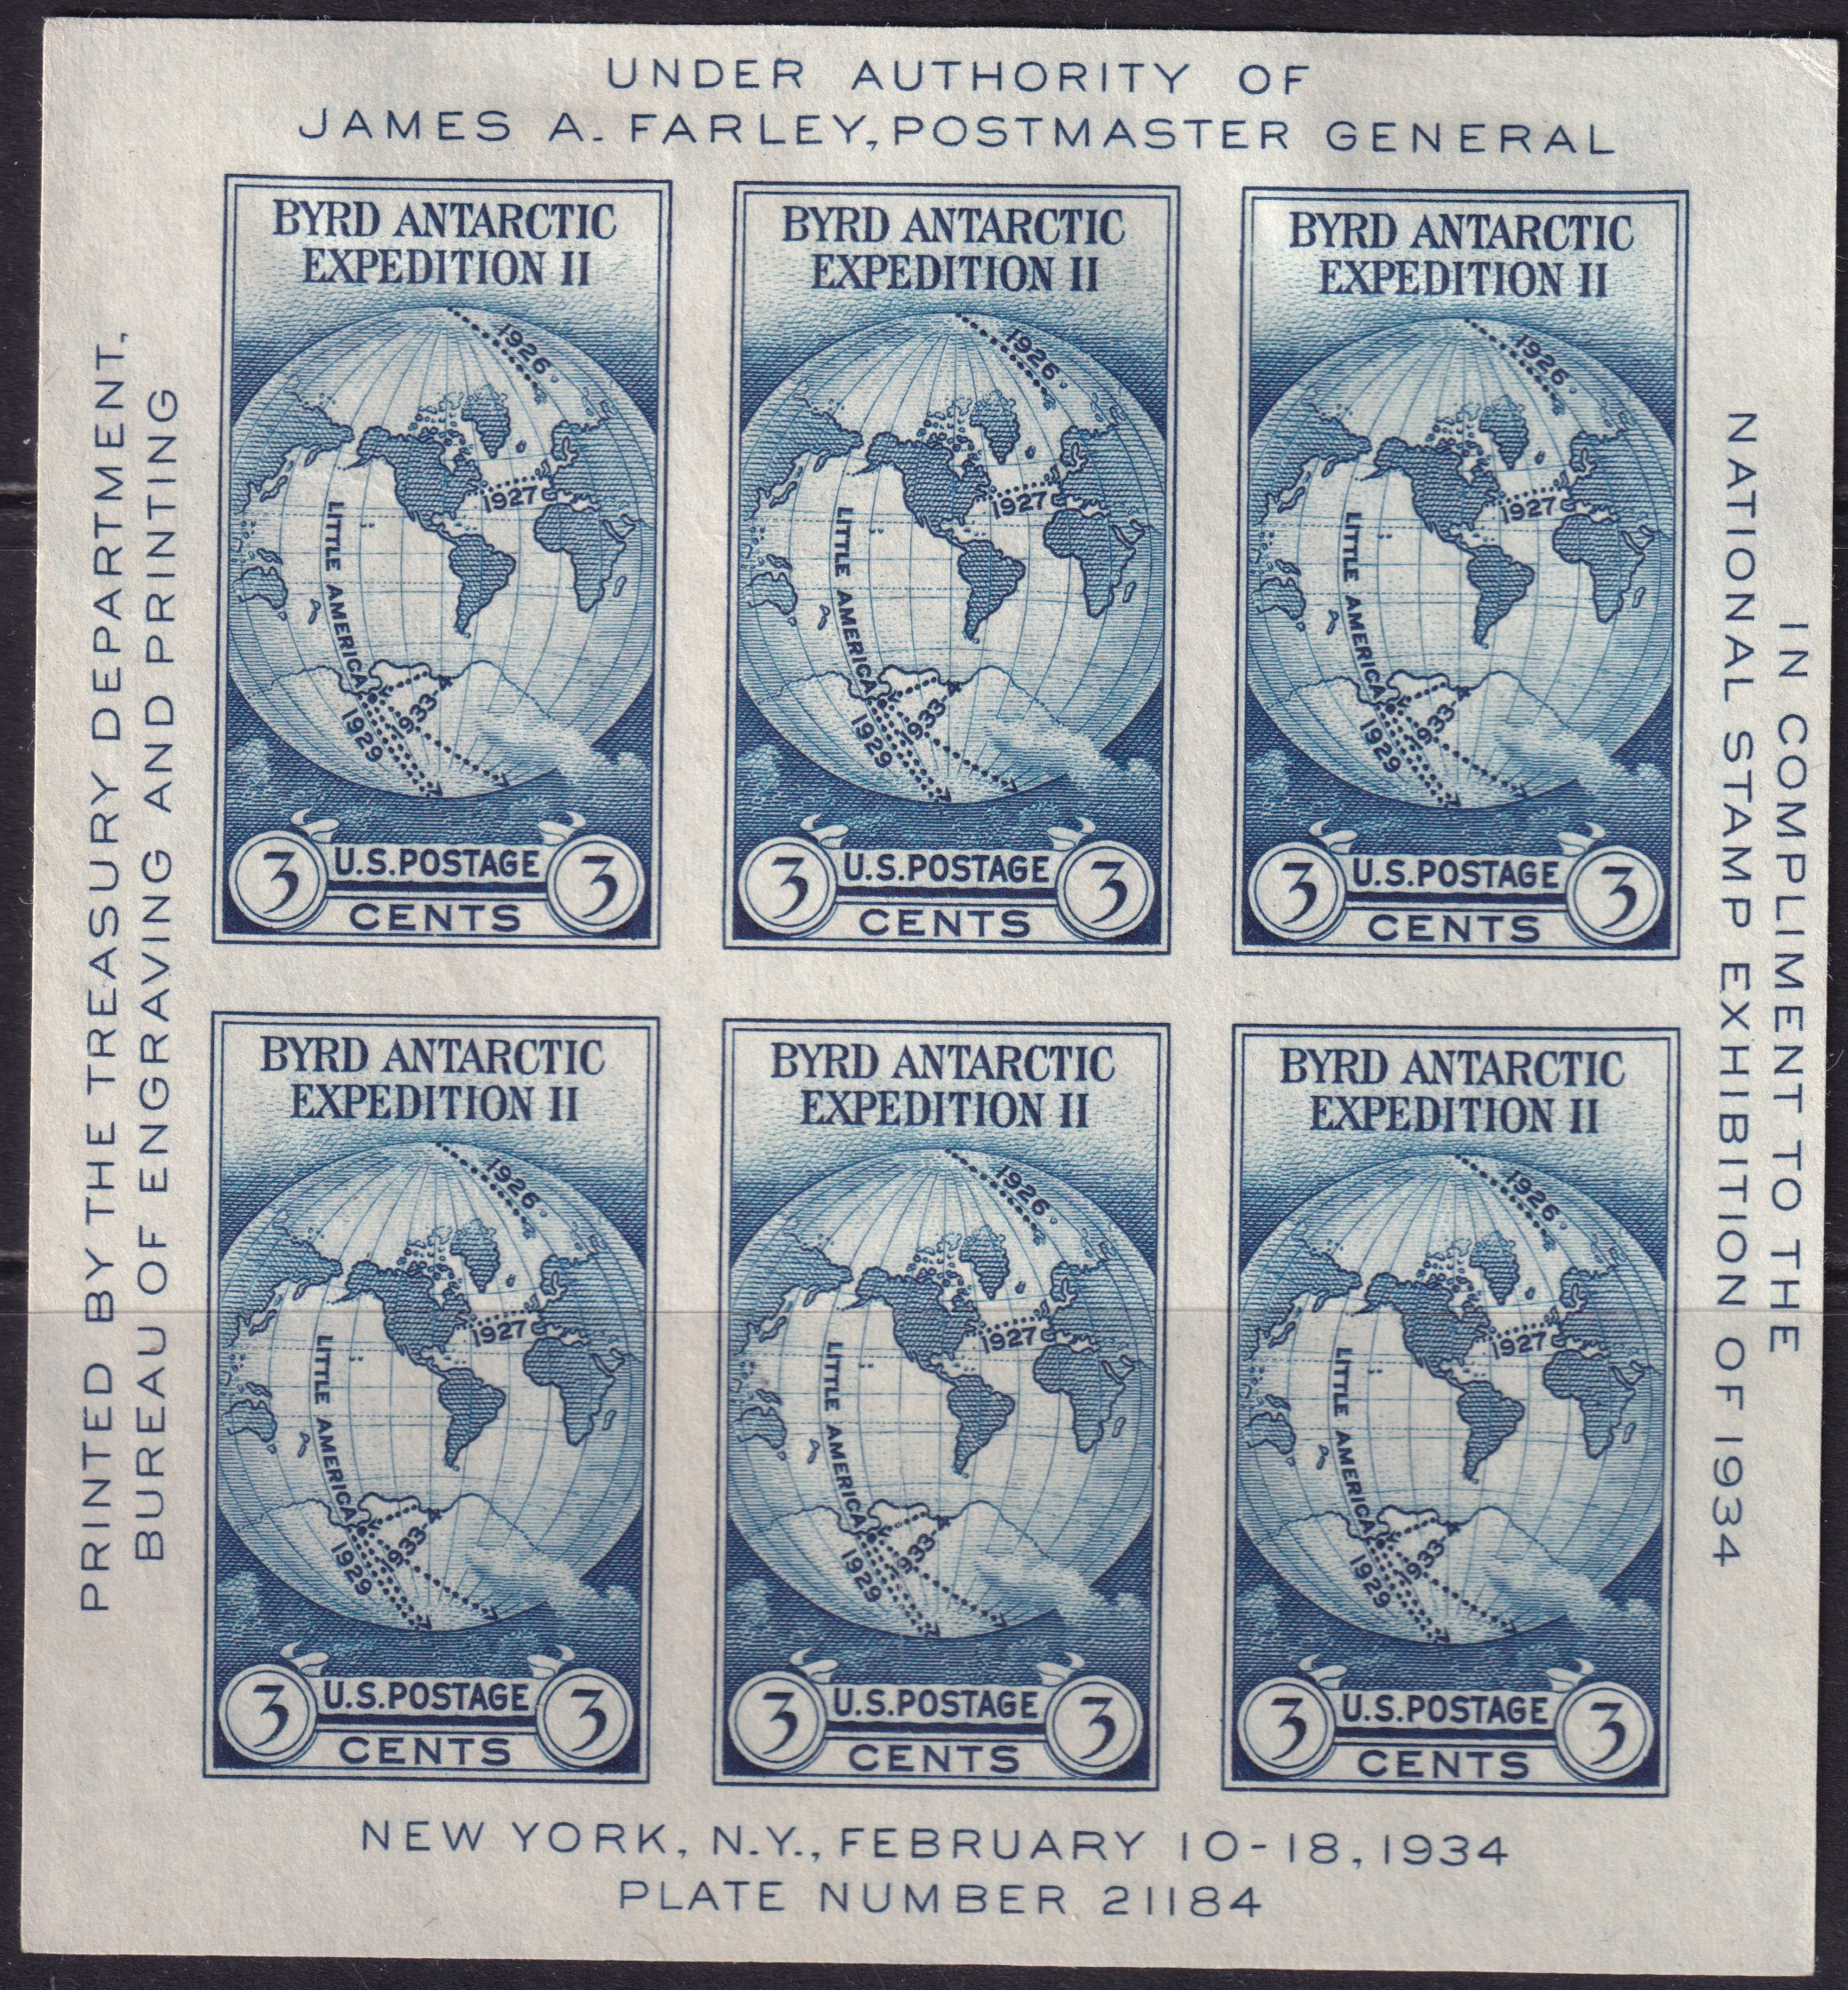 UNDER AUTHORITY OF
JAMES A. FARLEY, POSTMASTER GENERAL
PRINTED BY THE TREASURY DEPARTMENT,
BUREAU OF ENGRAVING AND PRINTING
BYRD ANTARCTIC
EXPEDITION II
1926
1927
LITTLE AMERICA
1929
1933
3 U.S.POSTAGE 3
CENTS
BYRD ANTARCTIC
EXPEDITION II
1926
1927
LITTLE AMERICA
1929
1933
3 U.S.POSTAGE 3
CENTS
BYRD ANTARCTIC
EXPEDITION II
1926
1927
LITTLE AMERICA
1929
1933
3 U.S.POSTAGE 3
CENTS
BYRD ANTARCTIC
EXPEDITION II
1926
1927
LITTLE AMERICA
1929
1933
3 U.S.POSTAGE 3
CENTS
BYRD ANTARCTIC
EXPEDITION II
1926
1927
LITTLE AMERICA
1929
1933
3 U.S.POSTAGE 3
CENTS
BYRD ANTARCTIC
EXPEDITION II
1926
1927
LITTLE AMERICA
1929
1933
3 U.S.POSTAGE 3
CENTS
IN COMPLIMENT TO THE
NATIONAL STAMP EXHIBITION OF 1934
NEW YORK, N.Y., FEBRUARY 10-18, 1934
PLATE NUMBER 21184